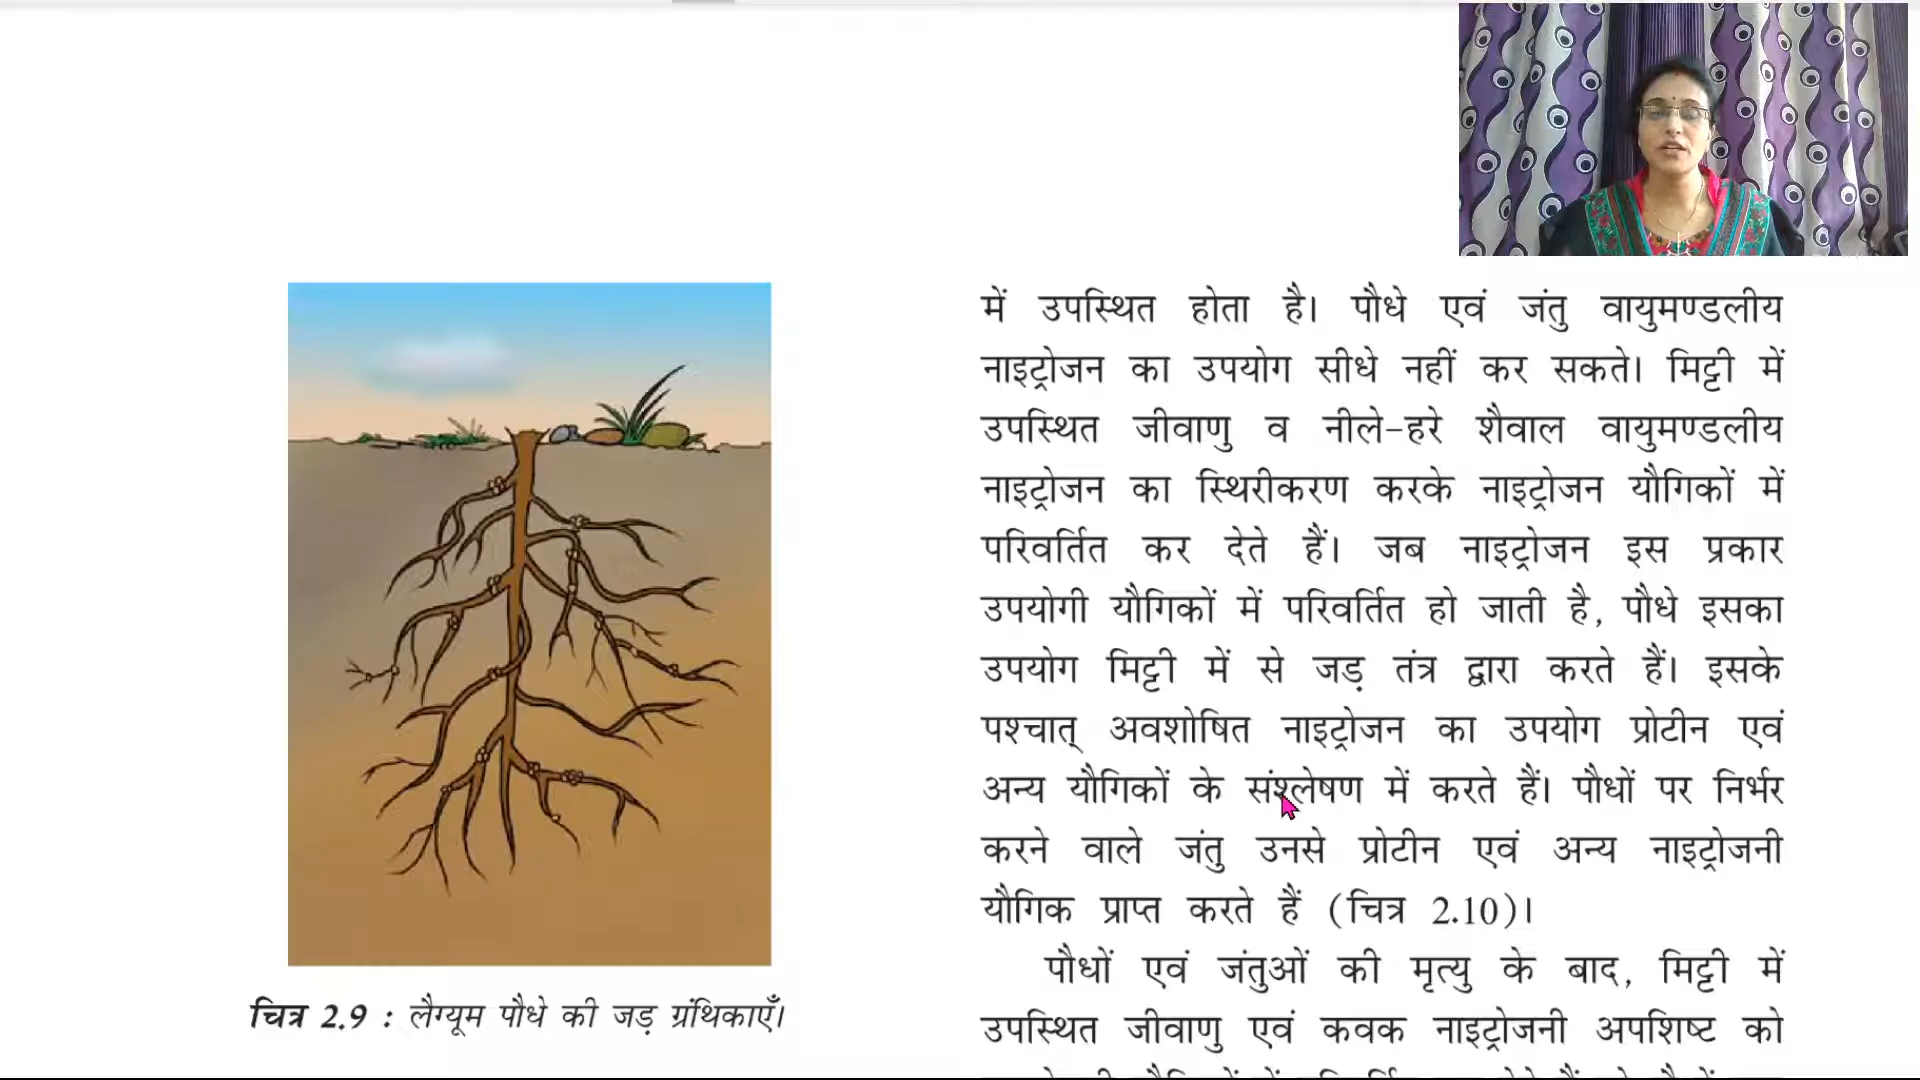 में उपस्थित होता है। पौधे एवं जंतु वायुमण्डलीय
नाइट्रोजन का उपयोग सीधे नहीं कर सकते। मिट्टी में
उपस्थित जीवाणु व नीले-हरे शैवाल वायुमण्डलीय
नाइट्रोजन का स्थिरीकरण करके नाइट्रोजन यौगिकों में
परिवर्तित कर देते हैं। जब नाइट्रोजन इस प्रकार
उपयोगी यौगिकों में परिवर्तित हो जाती है, पौधे इसका
उपयोग मिट्टी में से जड़ तंत्र द्वारा करते हैं। इसके
पश्चात् अवशोषित नाइट्रोजन का उपयोग प्रोटीन एवं
अन्य यौगिकों के संश्लेषण में करते हैं। पौधों पर निर्भर
करने वाले जंतु उनसे प्रोटीन एवं अन्य नाइट्रोजनी
यौगिक प्राप्त करते हैं (चित्र 2.10)।
पौधों एवं जंतुओं की मृत्यु के बाद, मिट्टी में
उपस्थित जीवाणु एवं कवक नाइट्रोजनी अपशिष्ट को
चित्र 2.9 : लैग्यूम पौधे की जड़ ग्रंथिकाएँ।